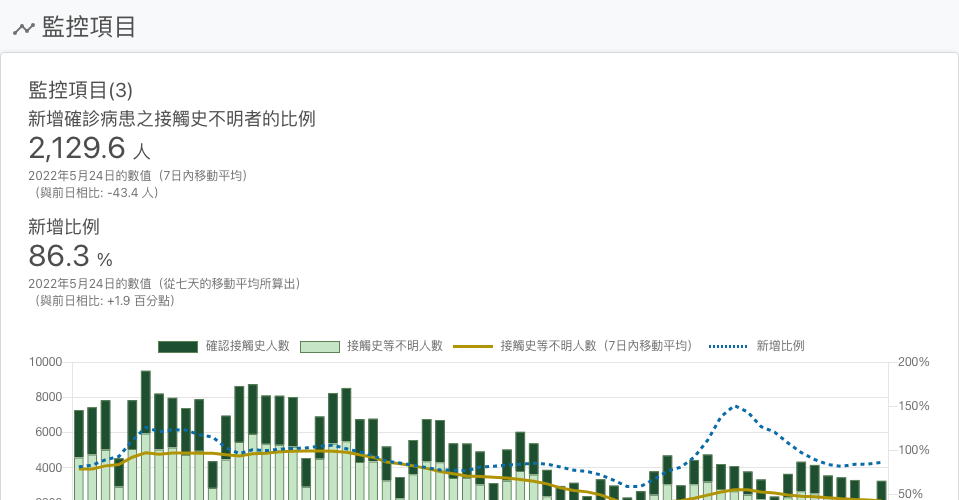 監控項目
監控項目(3)
新增確診病患之接觸史不明者的比例
2,129.6 人
2022年5月24日的數值（7日內移動平均）
（與前日相比: -43.4 人）
新增比例
86.3 %
2022年5月24日的數值（從七天的移動平均所算出）
（與前日相比: +1.9 百分點）
確認接觸史人數 接觸史等不明人數 接觸史等不明人數（7日內移動平均） 新增比例
10000 200%
8000
150%
6000
100%
4000
50%